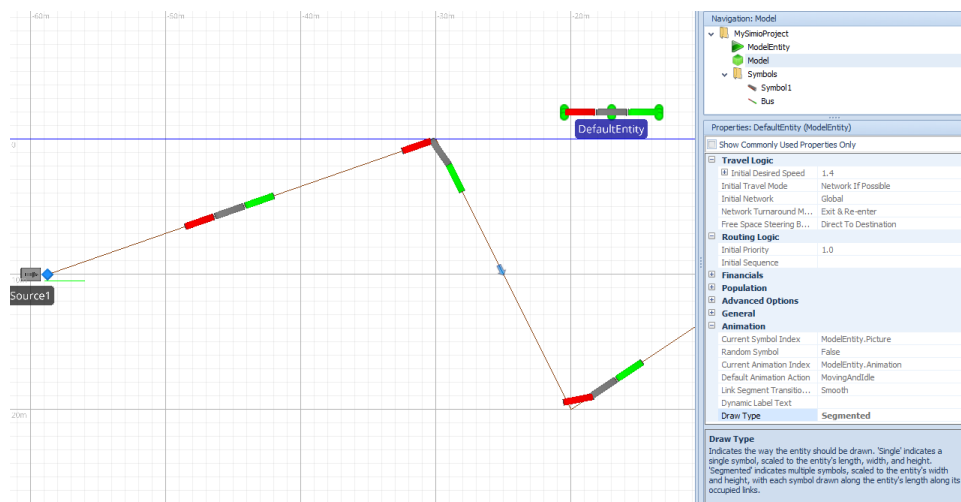 -60m
-50m
-40m
-30m
-20m
0
20m
DefaultEntity
Source1
Navigation: Model
MySimioProject
ModelEntity
Model
Symbols
Symbol1
Bus
Properties: DefaultEntity (ModelEntity)
Show Commonly Used Properties Only
Travel Logic
Initial Desired Speed 1.4
Initial Travel Mode Network If Possible
Initial Network Global
Network Turnaround M... Exit & Re-enter
Free Space Steering B... Direct To Destination
Routing Logic
Initial Priority 1.0
Initial Sequence
Financials
Population
Advanced Options
General
Animation
Current Symbol Index ModelEntity.Picture
Random Symbol False
Current Animation Index ModelEntity.Animation
Default Animation Action MovingAndIdle
Link Segment Transitio... Smooth
Dynamic Label Text
Draw Type Segmented
Draw Type
Indicates the way the entity should be drawn. 'Single' indicates a
single symbol, scaled to the entity's length, width, and height.
'Segmented' indicates multiple symbols, scaled to the entity's width
and height, with each symbol drawn along the entity's length along its
occupied links.